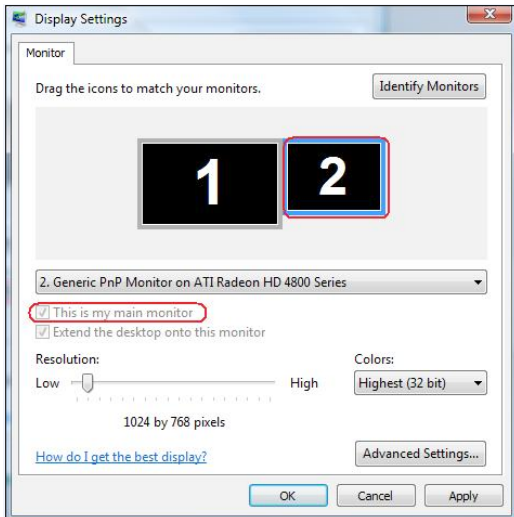 Display Settings
Monitor
Drag the icons to match your monitors.
Identify Monitors
1
2
2. Generic PnP Monitor on ATI Radeon HD 4800 Series
This is my main monitor
Extend the desktop onto this monitor
Resolution:
Colors:
Low
High
Highest (32 bit)
1024 by 768 pixels
How do I get the best display?
Advanced Settings...
OK
Cancel
Apply